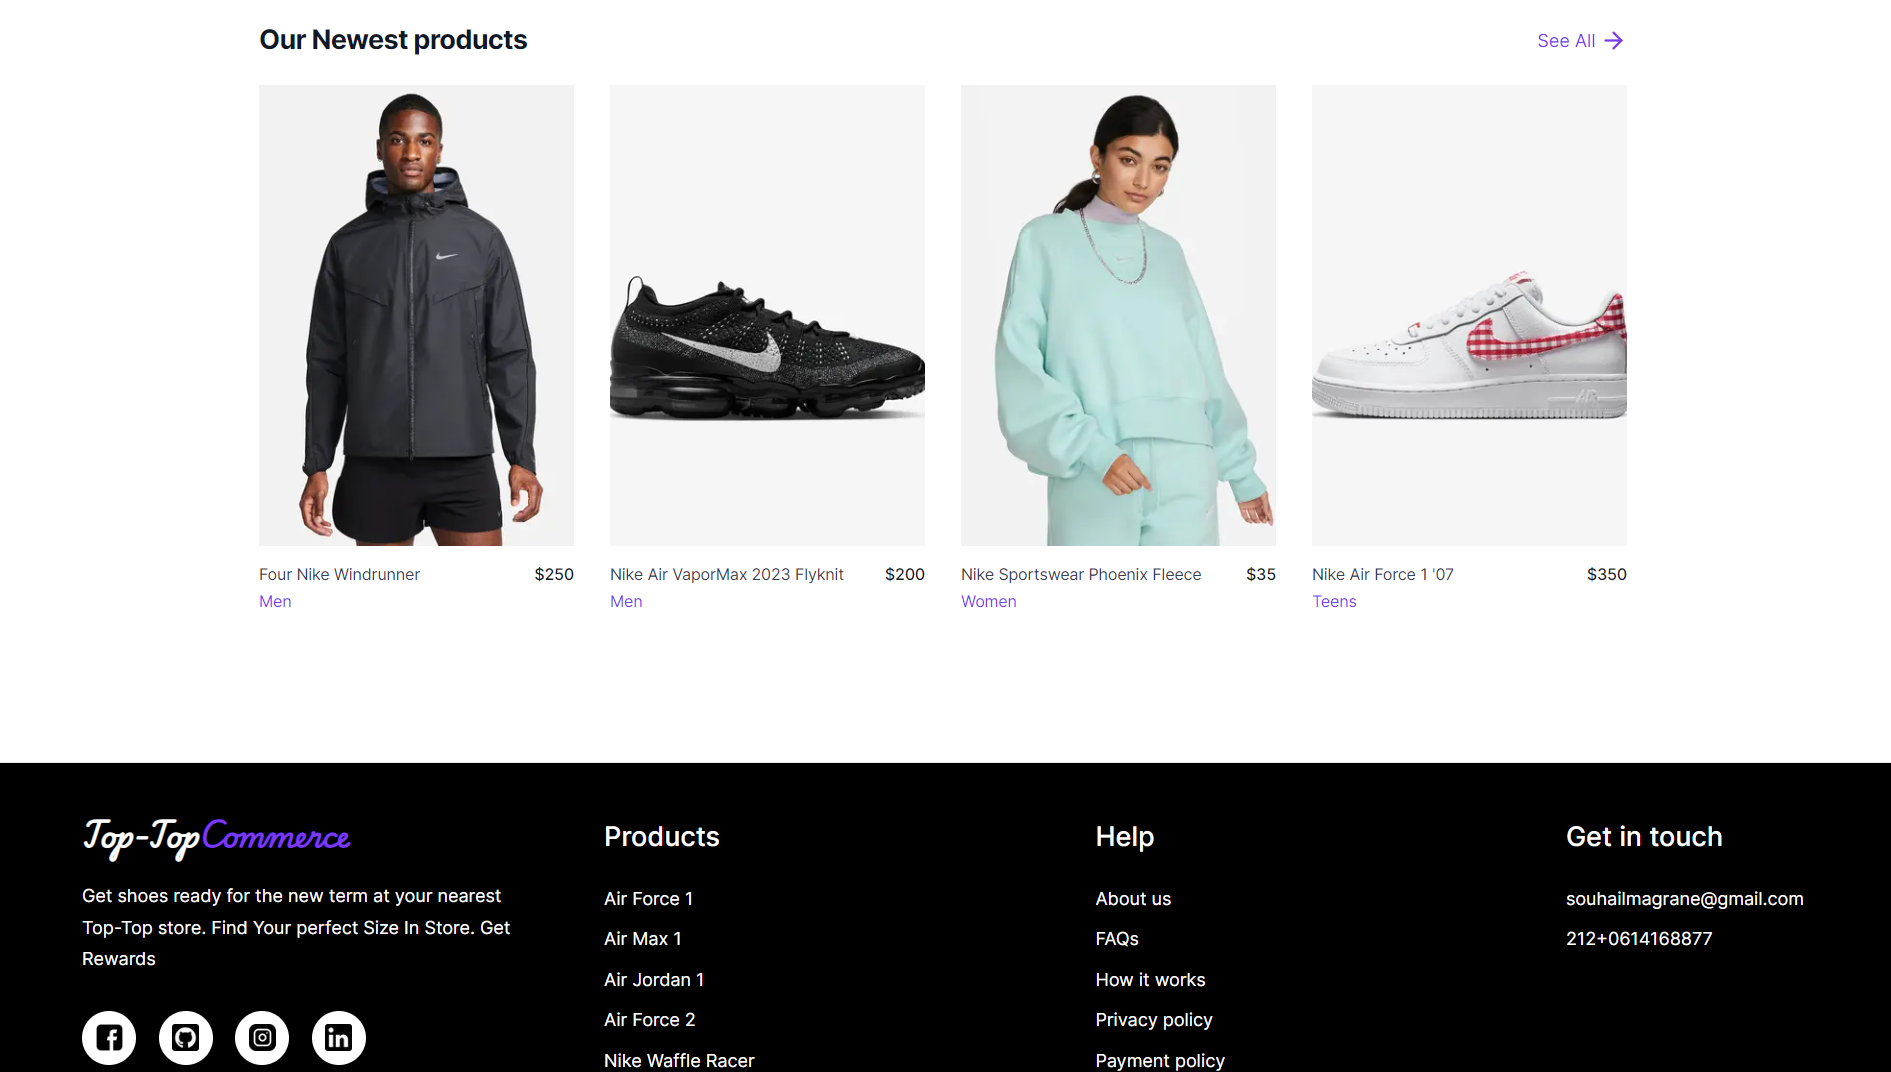 Our Newest products
See All
Four Nike Windrunner $250
Men
Nike Air VaporMax 2023 Flyknit $200
Men
Nike Sportswear Phoenix Fleece $35
Women
Nike Air Force 1 '07 $350
Teens
Top-Top Commerce
Get shoes ready for the new term at your nearest
Top-Top store. Find Your perfect Size In Store. Get
Rewards
Products
Air Force 1
Air Max 1
Air Jordan 1
Air Force 2
Nike Waffle Racer
Help
About us
FAQs
How it works
Privacy policy
Payment policy
Get in touch
souhailmagrane@gmail.com
212+0614168877